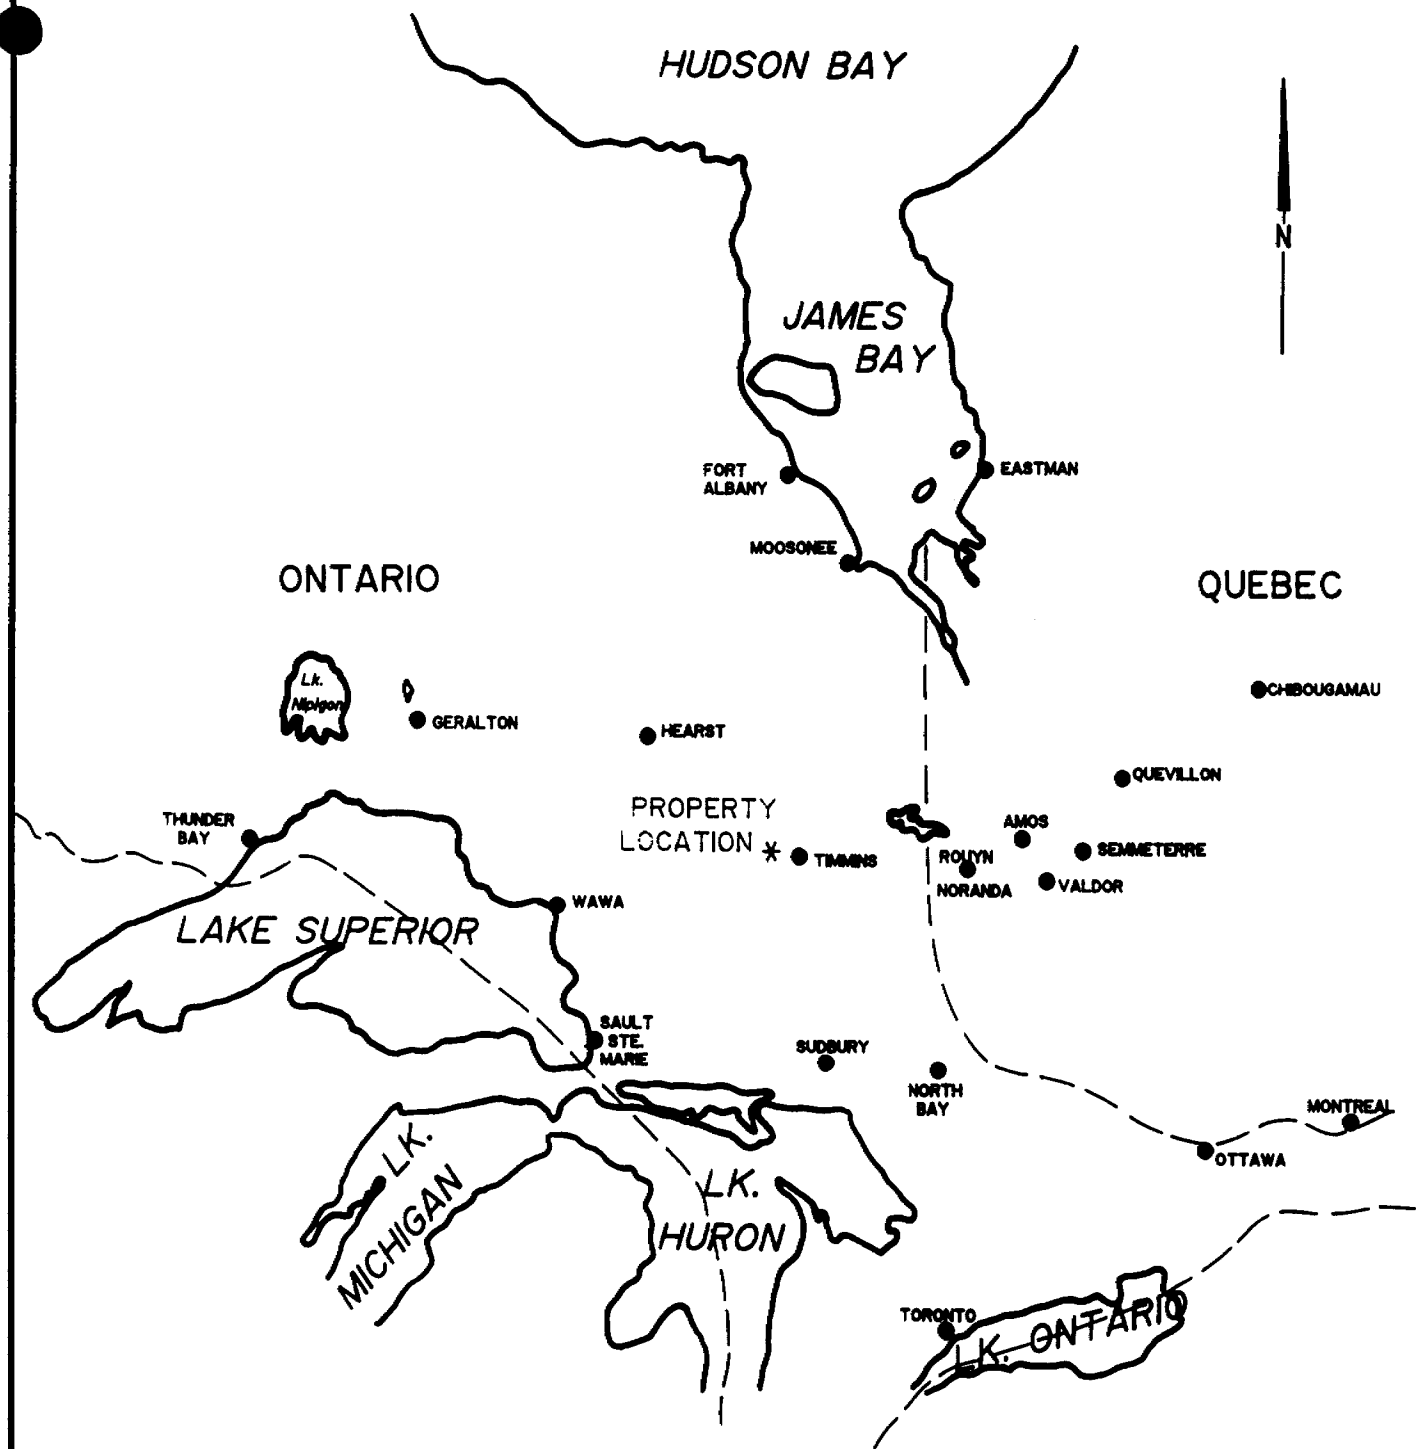 HUDSON BAY
N
JAMES
BAY
FORT
ALBANY
EASTMAN
MOOSONEE
ONTARIO
QUEBEC
Lk.
Nipigon
GERALTON
HEARST
CHIBOUGAMAU
QUEVILLON
PROPERTY
LOCATION *
THUNDER
BAY
TIMMINS
AMOS
ROUYN
NORANDA
SEMMETERRE
VALDOR
WAWA
LAKE SUPERIOR
SAULT
STE.
MARIE
SUDBURY
NORTH
BAY
MONTREAL
OTTAWA
LK.
MICHIGAN
LK.
HURON
TORONTO
LK. ONTARIO